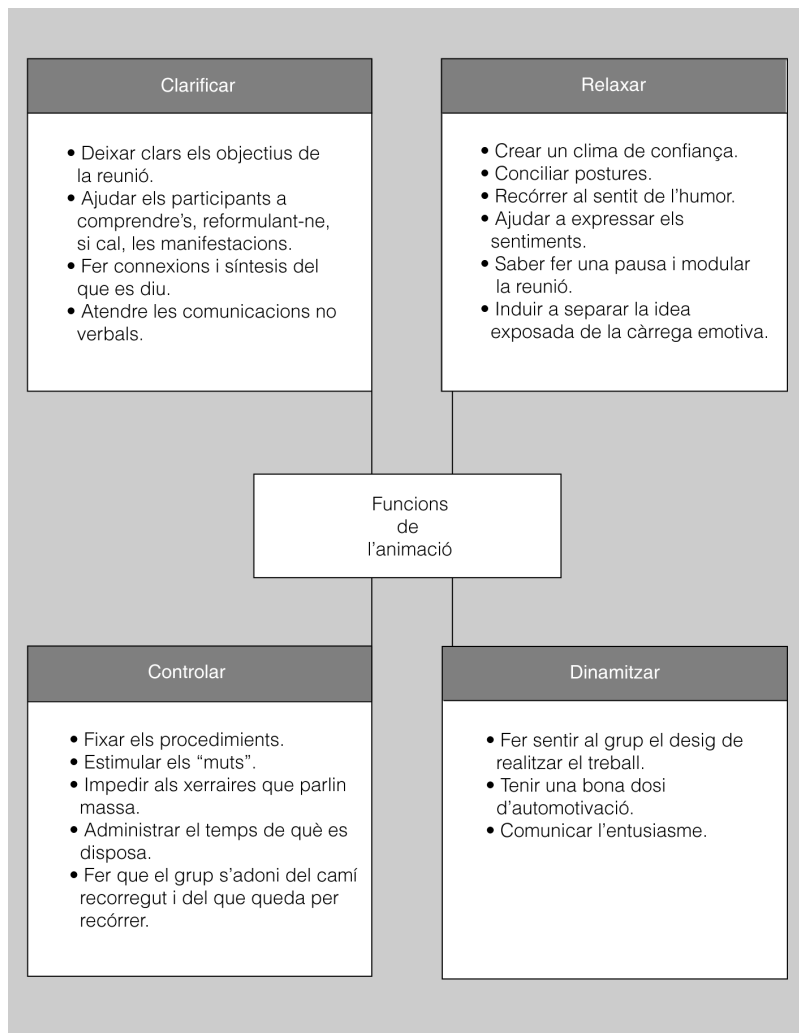 Clarificar
• Deixar clars els objectius de
la reunió.
• Ajudar els participants a
comprendre's, reformulant-ne,
si cal, les manifestacions.
• Fer connexions i síntesis del
que es diu.
• Atendre les comunicacions no
verbals.
Relaxar
• Crear un clima de confiança.
• Conciliar postures.
• Recórrer al sentit de l'humor.
• Ajudar a expressar els
sentiments.
• Saber fer una pausa i modular
la reunió.
• Induir a separar la idea
exposada de la càrrega emotiva.
Funcions
de
l'animació
Controlar
• Fixar els procedimients.
• Estimular els “muts”.
• Impedir als xerraires que parlin
massa.
• Administrar el temps de què es
disposa.
• Fer que el grup s'adoni del camí
recorregut i del que queda per
recórrer.
Dinamitzar
• Fer sentir al grup el desig de
realitzar el treball.
• Tenir una bona dosi
d'automotivació.
• Comunicar l'entusiasme.